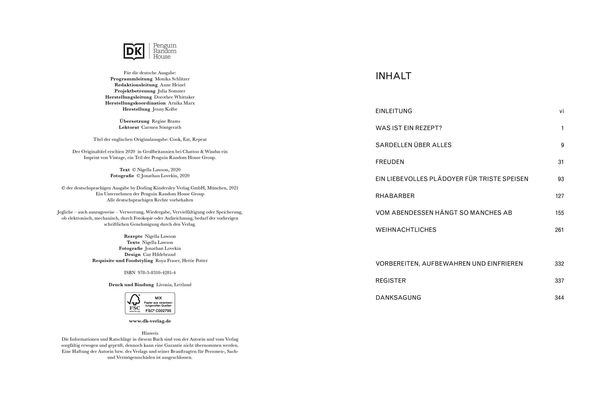 DK
Penguin
Random
House
Für die deutsche Ausgabe:
Programmleitung Monika Schlitzer
Redaktionsleitung Anne Heinel
Projektbetreuung Julia Sommer
Herstellungsleitung Dorothee Whittaker
Herstellungskoordination Arnika Marx
Herstellung Jenny Kolbe
Übersetzung Regine Brams
Lektorat Carmen Söntgerath
Titel der englischen Originalausgabe: Cook, Eat, Repeat
Der Originaltitel erschien 2020 in Großbritannien bei Chatton & Windus ein
Imprint von Vintage, ein Teil der Penguin Random House Group.
Text © Nigella Lawson, 2020
Fotografie © Jonathan Lovekin, 2020
© der deutschsprachigen Ausgabe by Dorling Kindersley Verlag GmbH, München, 2021
Ein Unternehmen der Penguin Random House Group
Alle deutschsprachigen Rechte vorbehalten
Jegliche – auch auszugsweise – Verwertung, Wiedergabe, Vervielfältigung oder Speicherung,
ob elektronisch, mechanisch, durch Fotokopie oder Aufzeichnung, bedarf der vorherigen
schriftlichen Genehmigung durch den Verlag.
Rezepte Nigella Lawson
Texte Nigella Lawson
Fotografie Jonathan Lovekin
Design Caz Hildebrand
Requisite und Foodstyling Roya Fraser, Hettie Potter
ISBN 978-3-8310-4201-4
Druck und Bindung Livonia, Lettland
FSC
MIX
Papier aus verantwor-
tungsvollen Quellen
FSC® C002795
www.dk-verlag.de
Hinweis
Die Informationen und Ratschläge in diesem Buch sind von der Autorin und vom Verlag
sorgfältig erwogen und geprüft, dennoch kann eine Garantie nicht übernommen werden.
Eine Haftung der Autorin bzw. des Verlags und seiner Beauftragten für Personen-, Sach-
und Vermögensschäden ist ausgeschlossen.
INHALT
EINLEITUNG vi
WAS IST EIN REZEPT? 1
SARDELLEN ÜBER ALLES 9
FREUDEN 31
EIN LIEBEVOLLES PLÄDOYER FÜR TRISTE SPEISEN 93
RHABARBER 127
VOM ABENDESSEN HÄNGT SO MANCHES AB 155
WEIHNACHTLICHES 261
VORBEREITEN, AUFBEWAHREN UND EINFRIEREN 332
REGISTER 337
DANKSAGUNG 344